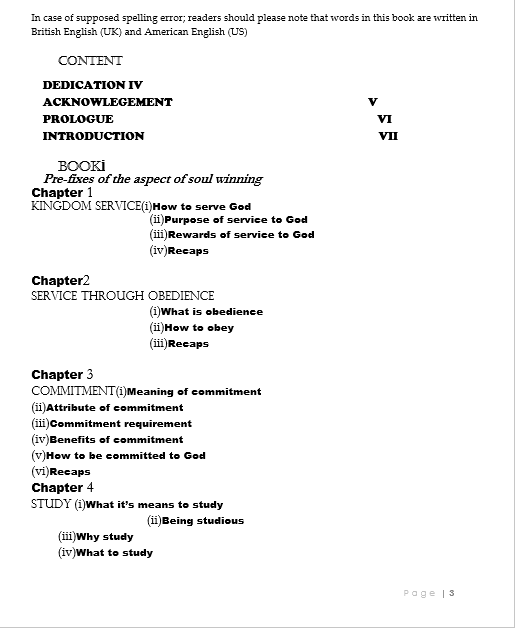 In case of supposed spelling error; readers should please note that words in this book are written in
British English (UK) and American English (US)
CONTENT
DEDICATION IV
ACKNOWLEGEMENT V
PROLOGUE VI
INTRODUCTION VII
BOOKi
Pre-fixes of the aspect of soul winning
Chapter 1
KINGDOM SERVICE(i)How to serve God
(ii)Purpose of service to God
(iii)Rewards of service to God
(iv)Recaps
Chapter2
SERVICE THROUGH OBEDIENCE
(i)What is obedience
(ii)How to obey
(iii)Recaps
Chapter 3
COMMITMENT(i)Meaning of commitment
(ii)Attribute of commitment
(iii)Commitment requirement
(iv)Benefits of commitment
(v)How to be committed to God
(vi)Recaps
Chapter 4
STUDY (i)What it's means to study
(ii)Being studious
(iii)Why study
(iv)What to study
Page | 3